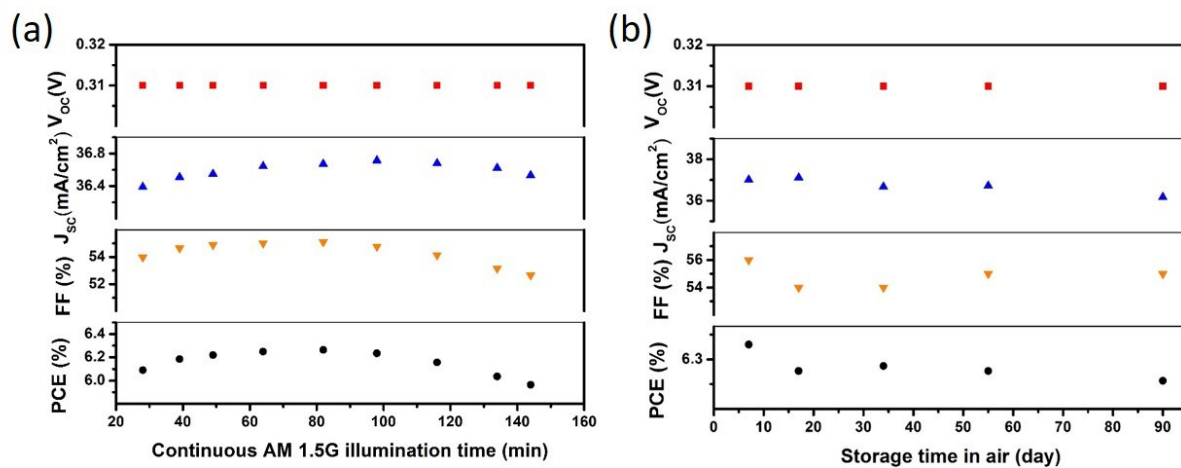 (a)
0.32
0.31
V_OC(V)
36.8
36.4
J_SC(mA/cm²)
54
52
FF (%)
6.4
6.2
6.0
PCE (%)
20 40 60 80 100 120 140 160
Continuous AM 1.5G illumination time (min)
(b)
0.32
0.31
V_OC(V)
38
36
J_SC(mA/cm²)
56
54
FF (%)
6.3
PCE (%)
0 10 20 30 40 50 60 70 80 90
Storage time in air (day)